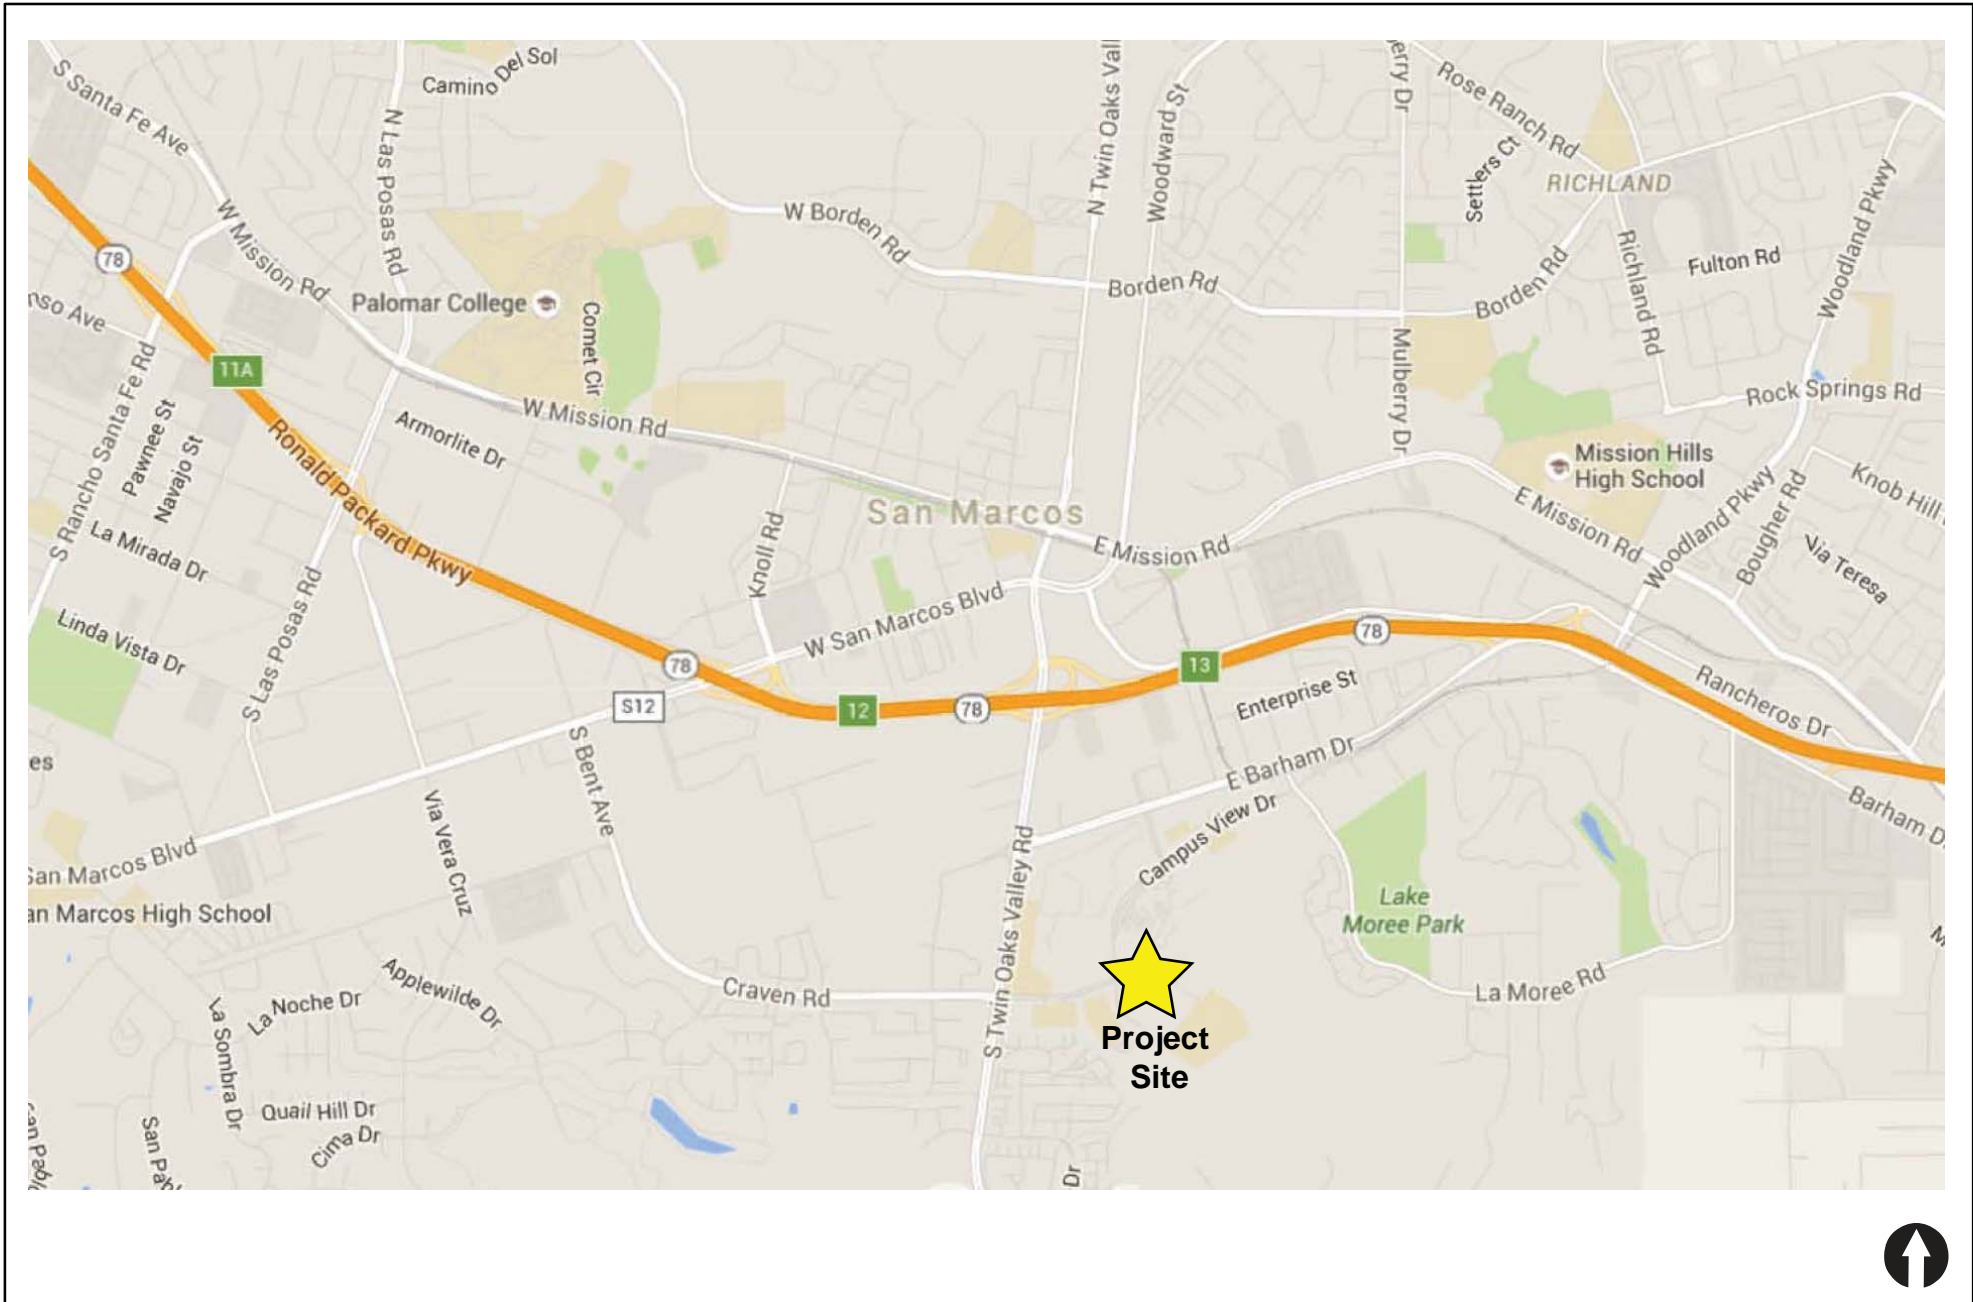 Camino Del Sol
S Santa Fe Ave
N Las Posas Rd
N Twin Oaks Val
Woodward St
erry Dr
Rose Ranch Rd
Settlers Ct
RICHLAND
W Mission Rd
W Borden Rd
Borden Rd
Borden Rd
Richland Rd
Fulton Rd
Woodland Pkwy
78
Palomar College
Comet Cir
nso Ave
11A
S Rancho Santa Fe Rd
Pawnee St
Navajo St
Ronald Packard Pkwy
Armorlite Dr
W Mission Rd
Mulberry Dr
Rock Springs Rd
Mission Hills
High School
Knob Hill
San Marcos
E Mission Rd
E Mission Rd
Woodland Pkwy
Bougher Rd
Via Teresa
La Mirada Dr
Knoll Rd
W San Marcos Blvd
Linda Vista Dr
S Las Posas Rd
78
78
13
S12
12
78
Enterprise St
Rancheros Dr
es
S Bent Ave
E Barham Dr
Campus View Dr
Barham D
Via Vera Cruz
San Marcos Blvd
an Marcos High School
S Twin Oaks Valley Rd
Lake
Moree Park
Applewilde Dr
La Noche Dr
La Sombra Dr
Craven Rd
La Moree Rd
Project
Site
Quail Hill Dr
Cima Dr
San Pab
Dr